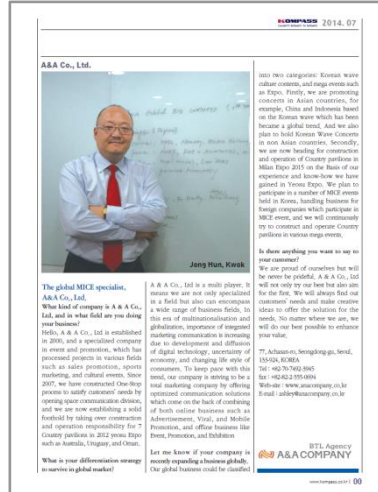 KOMPASS 2014. 07
A&A Co., Ltd.
Jong Hun, Kwak
The global MICE specialist,
A&A Co., Ltd.
What kind of company is A & A Co.,
Ltd, and in what field are you doing
your business?
Hello, A & A Co., Ltd is established
in 2000, and a specialized company
in event and promotion, which has
processed projects in various fields
such as sales promotion, sports
marketing, and cultural events. Since
2007, we have constructed One-Stop
process to satisfy customers' needs by
opening space communication division,
and we are now establishing a solid
foothold by taking over construction
and operation responsibility for 7
Country pavilions in 2012 yeosu Expo
such as Australia, Uruguay, and Oman.
What is your differentiation strategy
to survive in global market?
A & A Co., Ltd is a multi player, It
means we are not only specialized
in a field but also can encompass
a wide range of business fields, In
this era of multinationalisation and
globalization, importance of integrated
marketing communication is increasing
due to development and diffusion
of digital technology, uncertainty of
economy, and changing life style of
consumers. To keep pace with this
trend, our company is striving to be a
total marketing company by offering
optimized communication solutions
which come on the back of combining
of both online business such as
Advertisement, Viral, and Mobile
Promotion, and offline business like
Event, Promotion, and Exhibition
Let me know if your company is
recently expanding a business globally.
Our global business could be classified
into two categories: Korean wave
culture contents, and mega events such
as Expo, Firstly, we are promoting
concerts in Asian countries, for
example, China and Indonesia based
on the Korean wave which has been
became a global trend, And we also
plan to hold Korean Wave Concerts
in non Asian countries, Secondly,
we are now heading for construction
and operation of Country pavilions in
Milan Expo 2015 on the Basis of our
experience and know-how we have
gained in Yeosu Expo. We plan to
participate in a number of MICE events
held in Korea, handling business for
foreign companies which participate in
MICE event, and we will continuously
try to construct and operate Country
pavilions in various mega events.
Is there anything you want to say to
your customer?
We are proud of ourselves but will
be never be prideful, A & A Co., Ltd
will not only try our best but also aim
for the first. We will always find out
customers' needs and make creative
ideas to offer the solution for the
needs, No matter where we are, we
will do our best possible to enhance
your value,
77, Achasan-ro, Seongdong-gu, Seoul,
133-924, KOREA
Tel : +82-70-7492-3985
fax : +82-82-2-555-0694
Web-site : www.anacompany.co.kr
E-mail : ashley@anacompany.co.kr
BTL Agency
A&A COMPANY